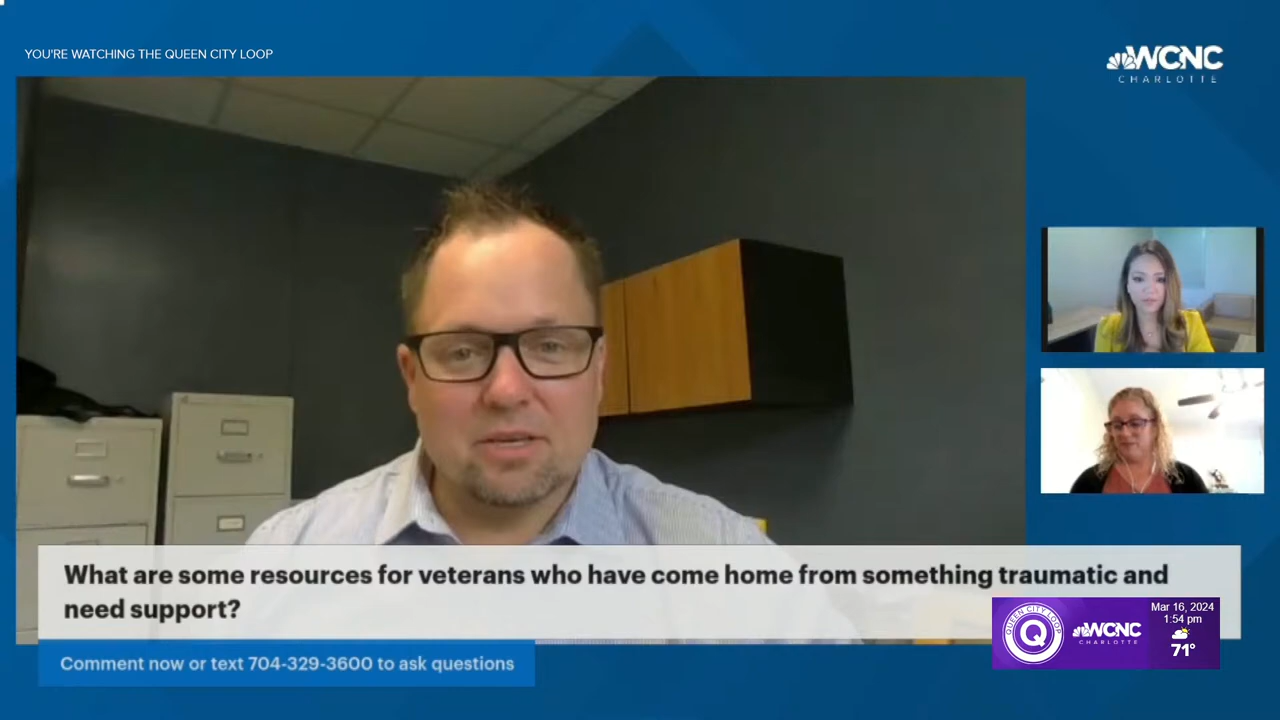 YOU'RE WATCHING THE QUEEN CITY LOOP
WCNC
CHARLOTTE
What are some resources for veterans who have come home from something traumatic and
need support?
Comment now or text 704-329-3600 to ask questions
QUEEN CITY LOOP
Q
WCNC
CHARLOTTE
Mar 16, 2024
1:54 pm
71°